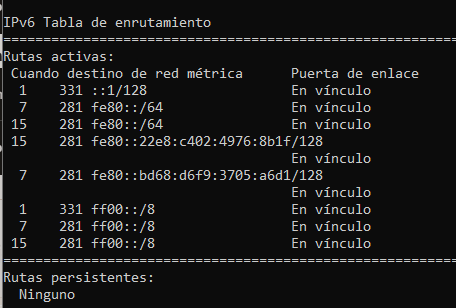 IPv6 Tabla de enrutamiento
===========================================================================
Rutas activas:
Cuando destino de red métrica Puerta de enlace
1 331 ::1/128 En vínculo
7 281 fe80::/64 En vínculo
15 281 fe80::/64 En vínculo
15 281 fe80::22e8:c402:4976:8b1f/128
En vínculo
7 281 fe80::bd68:d6f9:3705:a6d1/128
En vínculo
1 331 ff00::/8 En vínculo
7 281 ff00::/8 En vínculo
15 281 ff00::/8 En vínculo
===========================================================================
Rutas persistentes:
Ninguno